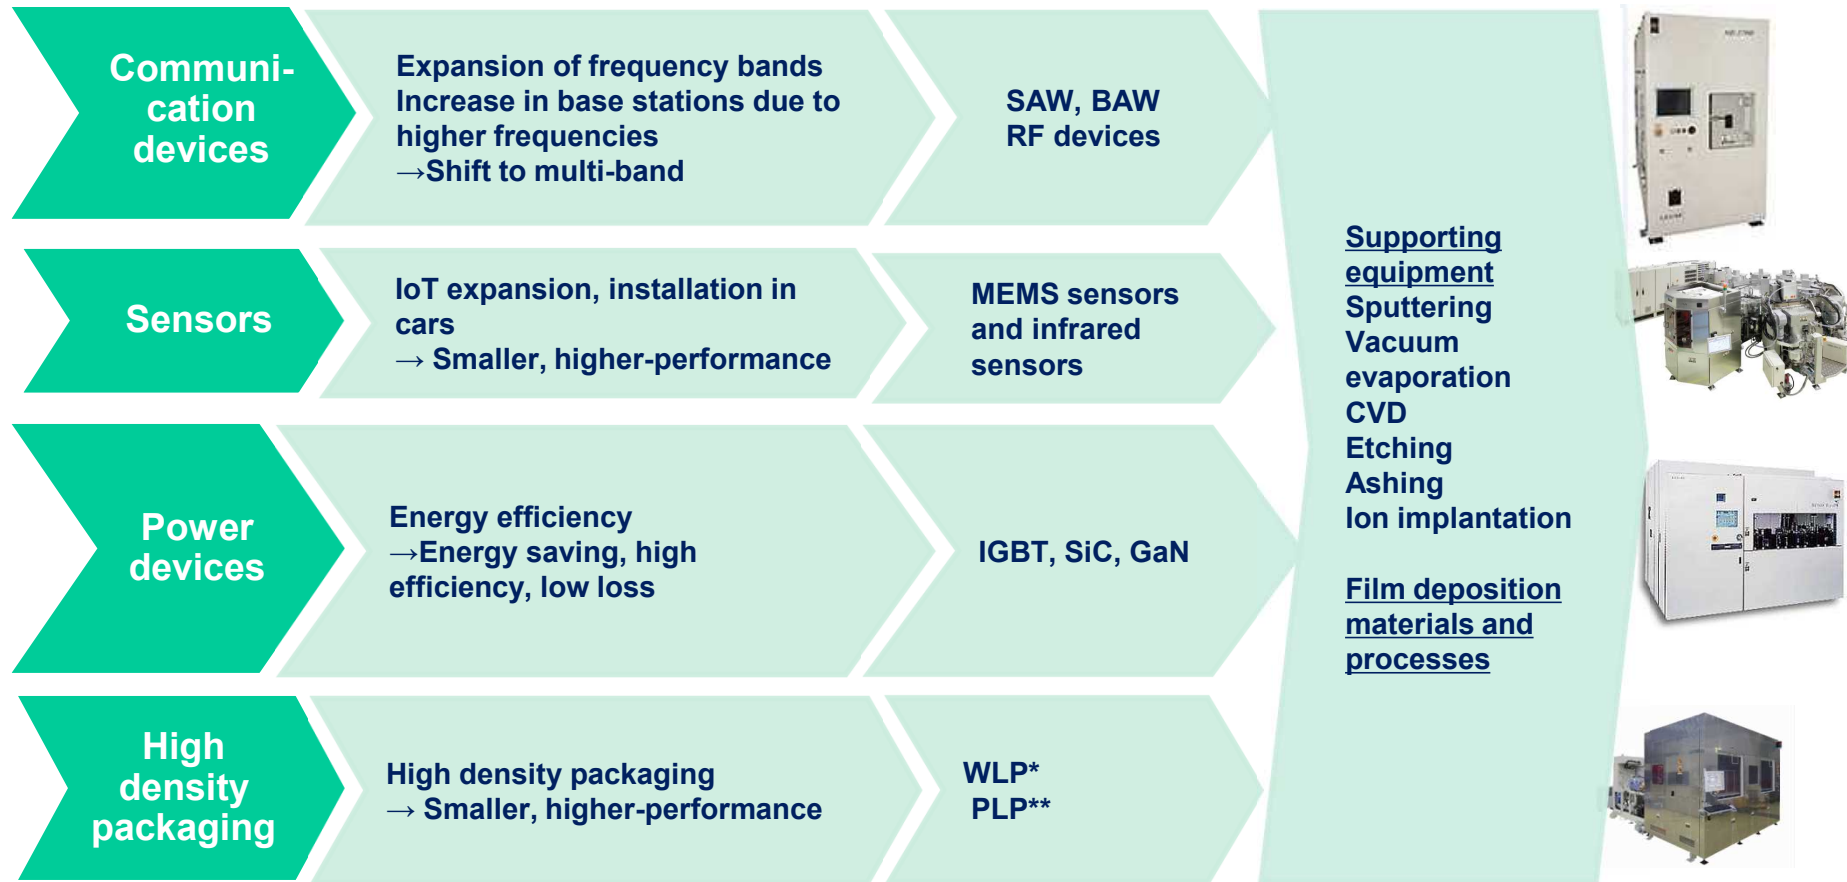 Communi-
cation
devices
Expansion of frequency bands
Increase in base stations due to
higher frequencies
→Shift to multi-band
SAW, BAW
RF devices
Sensors
IoT expansion, installation in
cars
→ Smaller, higher-performance
MEMS sensors
and infrared
sensors
Power
devices
Energy efficiency
→Energy saving, high
efficiency, low loss
IGBT, SiC, GaN
High
density
packaging
High density packaging
→ Smaller, higher-performance
WLP*
PLP**
Supporting
equipment
Sputtering
Vacuum
evaporation
CVD
Etching
Ashing
Ion implantation
Film deposition
materials and
processes